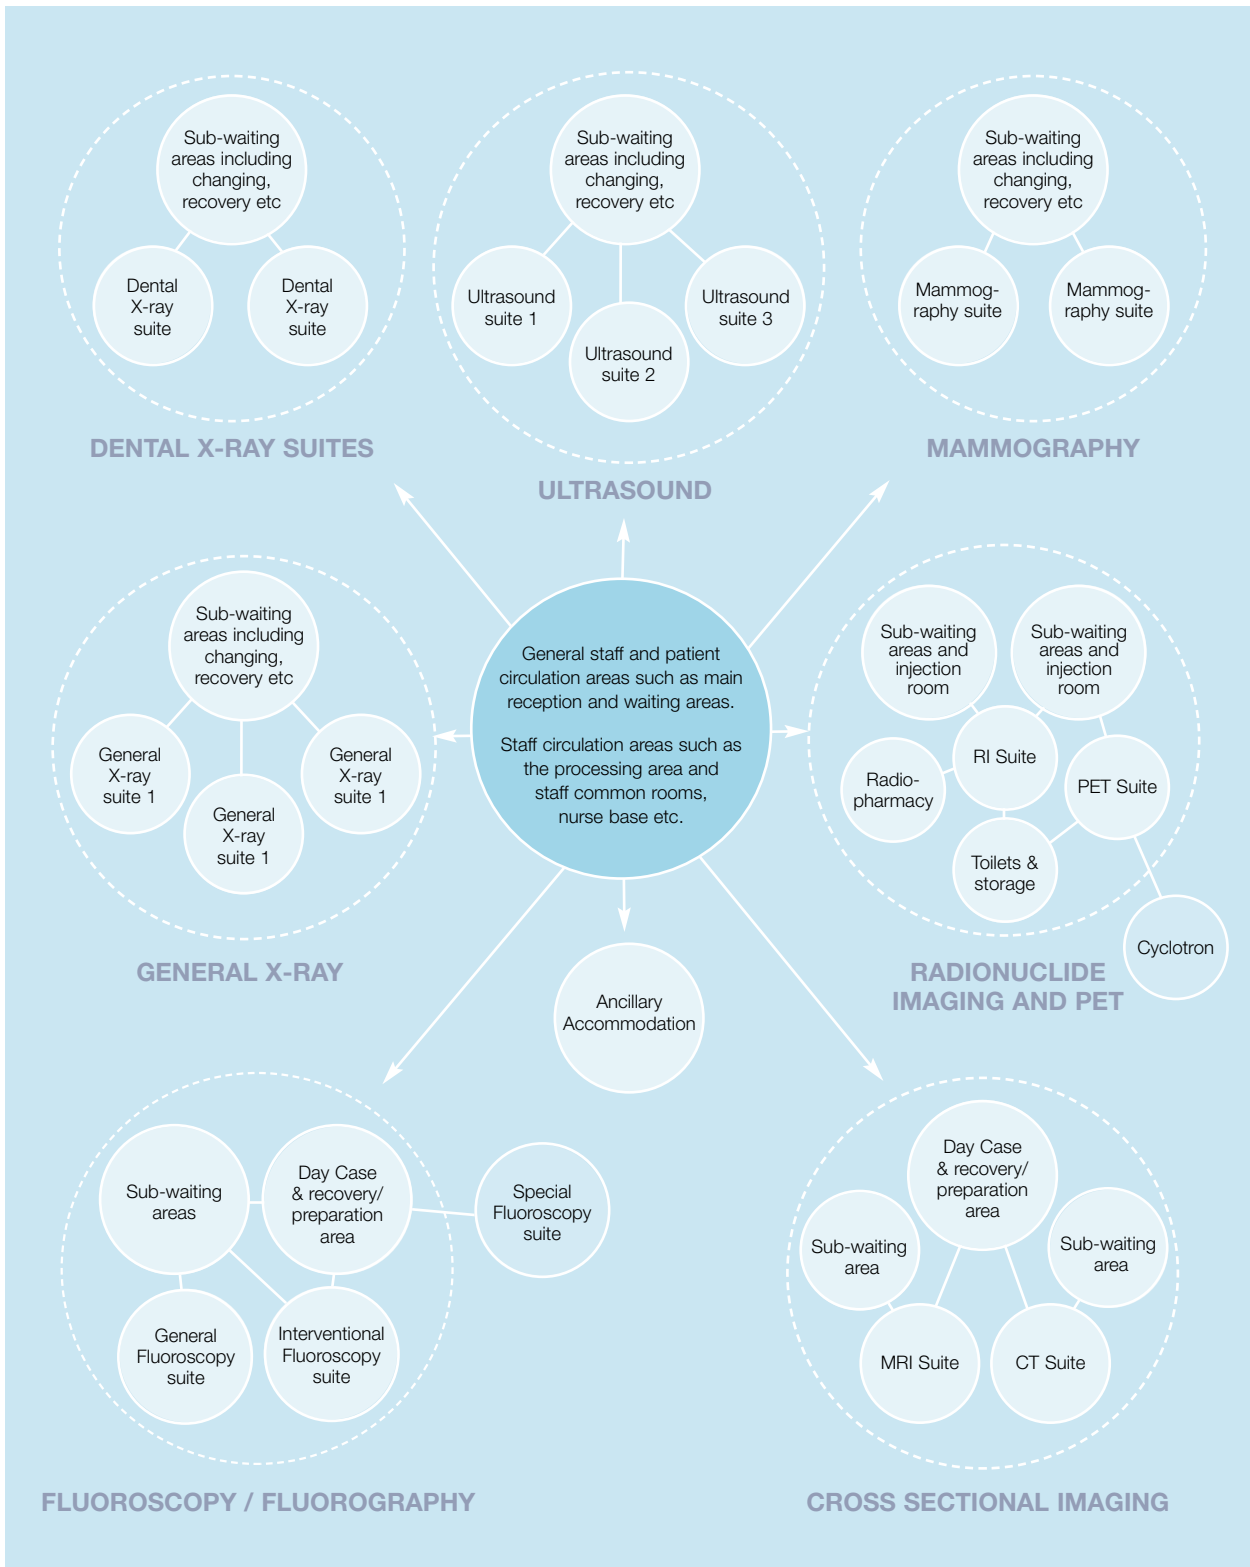 Sub-waiting
areas including
changing,
recovery etc
Dental
X-ray
suite
Dental
X-ray
suite
DENTAL X-RAY SUITES
Sub-waiting
areas including
changing,
recovery etc
Ultrasound
suite 1
Ultrasound
suite 2
Ultrasound
suite 3
ULTRASOUND
Sub-waiting
areas including
changing,
recovery etc
Mammog-
raphy suite
Mammog-
raphy suite
MAMMOGRAPHY
Sub-waiting
areas including
changing,
recovery etc
General
X-ray
suite 1
General
X-ray
suite 1
General
X-ray
suite 1
GENERAL X-RAY
General staff and patient
circulation areas such as main
reception and waiting areas.
Staff circulation areas such as
the processing area and
staff common rooms,
nurse base etc.
Sub-waiting
areas and
injection
room
Sub-waiting
areas and
injection
room
RI Suite
Radio-
pharmacy
PET Suite
Toilets &
storage
Cyclotron
RADIONUCLIDE
IMAGING AND PET
Ancillary
Accommodation
Sub-waiting
areas
Day Case
& recovery/
preparation
area
Special
Fluoroscopy
suite
General
Fluoroscopy
suite
Interventional
Fluoroscopy
suite
FLUOROSCOPY / FLUOROGRAPHY
Day Case
& recovery/
preparation
area
Sub-waiting
area
Sub-waiting
area
MRI Suite
CT Suite
CROSS SECTIONAL IMAGING